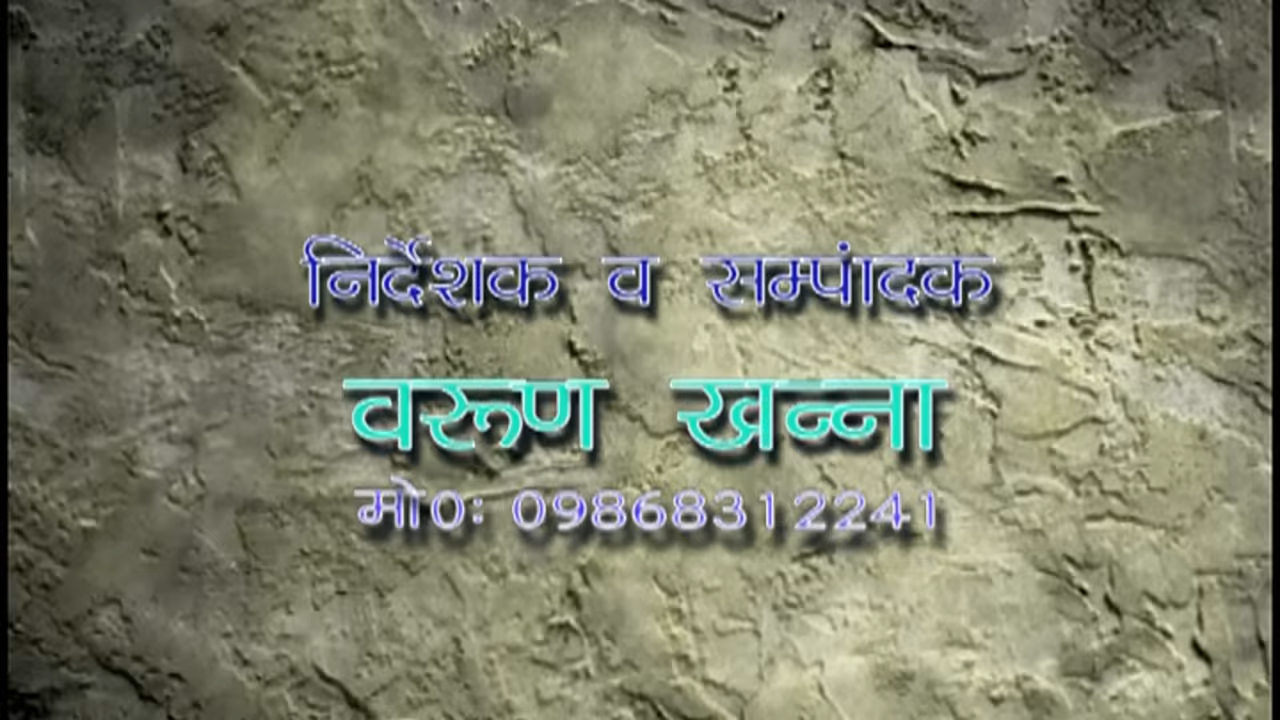 निर्देशक व सम्पांदक
वरूण खन्ना
मो0ः 09868312241